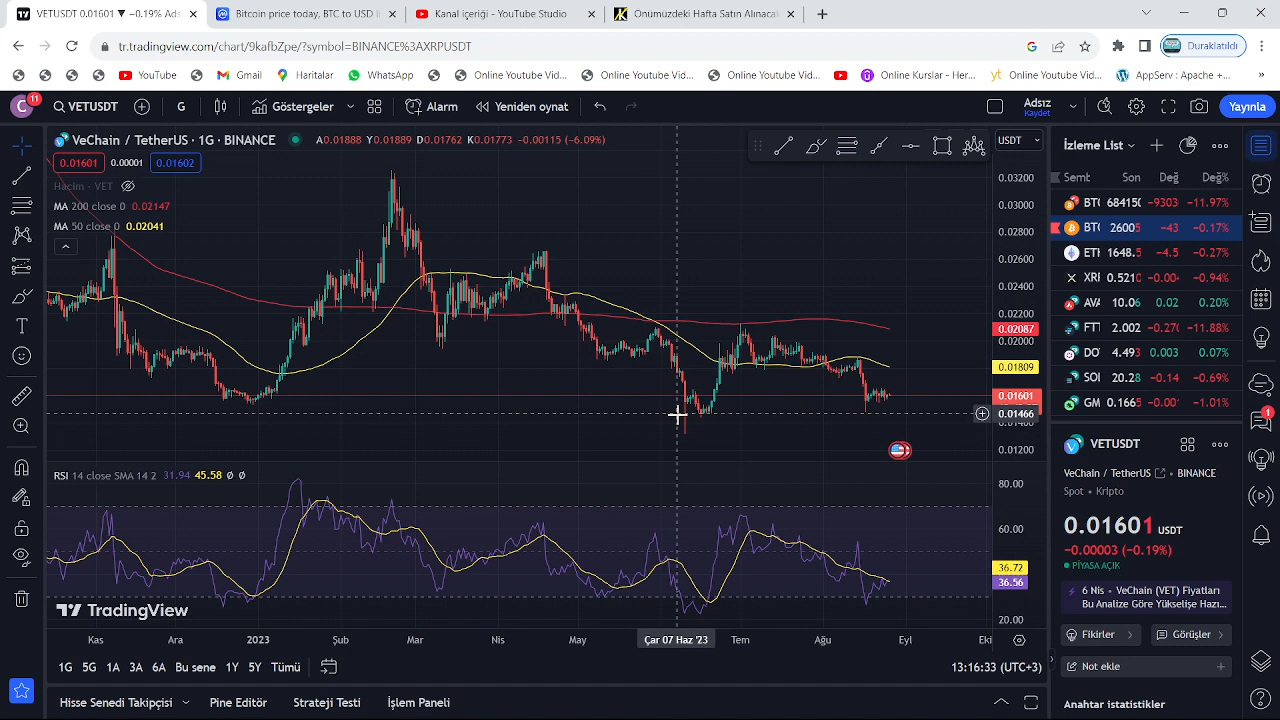 VETUSDT 0.01601 ▼ −0.19% Ads
Bitcoin price today, BTC to USD li
Kanal içeriği - YouTube Studio
Önümüzdeki Hafta Satın Alınacak
tr.tradingview.com/chart/9kafbZpe/?symbol=BINANCE%3AXRPUSDT
Duraklatıldı
YouTube
Gmail
Haritalar
WhatsApp
Online Youtube Vid...
Online Youtube Vid...
Online Youtube Vid...
Online Kurslar - Her...
yt Online Youtube Vid...
AppServ : Apache +...
C 11
VETUSDT
G
Göstergeler
Alarm
Yeniden oynat
Adsız
Kaydet
Yayınla
VeChain / TetherUS · 1G · BINANCE
A0.01888 Y0.01889 D0.01762 K0.01773 −0.00115 (−6.09%)
0.01601 0.00001 0.01602
Hacim - VET
MA 200 close 0 0.02147
MA 50 close 0 0.02041
USDT
0.03200
0.03000
0.02800
0.02600
0.02400
0.02200
0.02087
0.02000
0.01809
0.01601
0.01466
0.01400
0.01200
RSI 14 close SMA 14 2 31.94 45.58 Ø Ø
80.00
60.00
36.72
36.56
20.00
TradingView
Kas
Ara
2023
Şub
Mar
Nis
May
Çar 07 Haz '23
Tem
Ağu
Eyl
Eki
1G 5G 1A 3A 6A Bu sene 1Y 5Y Tümü
13:16:33 (UTC+3)
Hisse Senedi Takipçisi
Pine Editör
Strateji Testi
İşlem Paneli
İzleme List
Semt Son Değ Değ%
BTC 684150 −9303 −11.97%
BTC 26005 −43 −0.17%
ETH 1648.5 −4.5 −0.27%
XRP 0.5210 −0.00 −0.94%
AVA 10.06 0.02 0.20%
FTT 2.002 −0.270 −11.88%
DO 4.493 0.003 0.07%
SOL 20.28 −0.14 −0.69%
GM 0.1665 −0.00 −1.01%
1
VETUSDT
VeChain / TetherUS · BINANCE
Spot · Kripto
0.01601 USDT
−0.00003 (−0.19%)
PİYASA AÇIK
6 Nis · VeChain (VET) Fiyatları
Bu Analize Göre Yükselişe Hazı...
Fikirler
Görüşler
Not ekle
Anahtar istatistikler